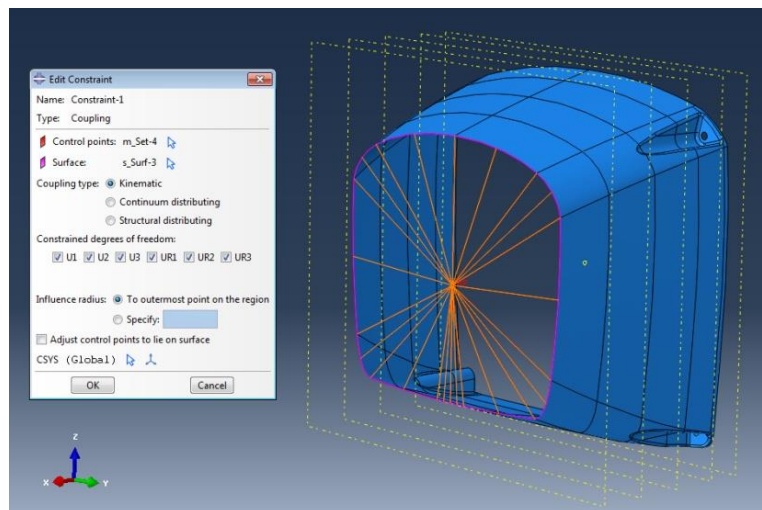 Edit Constraint
Name: Constraint-1
Type: Coupling
Control points: m_Set-4
Surface: s_Surf-3
Coupling type: Kinematic
Continuum distributing
Structural distributing
Constrained degrees of freedom:
U1 U2 U3 UR1 UR2 UR3
Influence radius: To outermost point on the region
Specify:
Adjust control points to lie on surface
CSYS (Global)
OK Cancel
Z
X Y